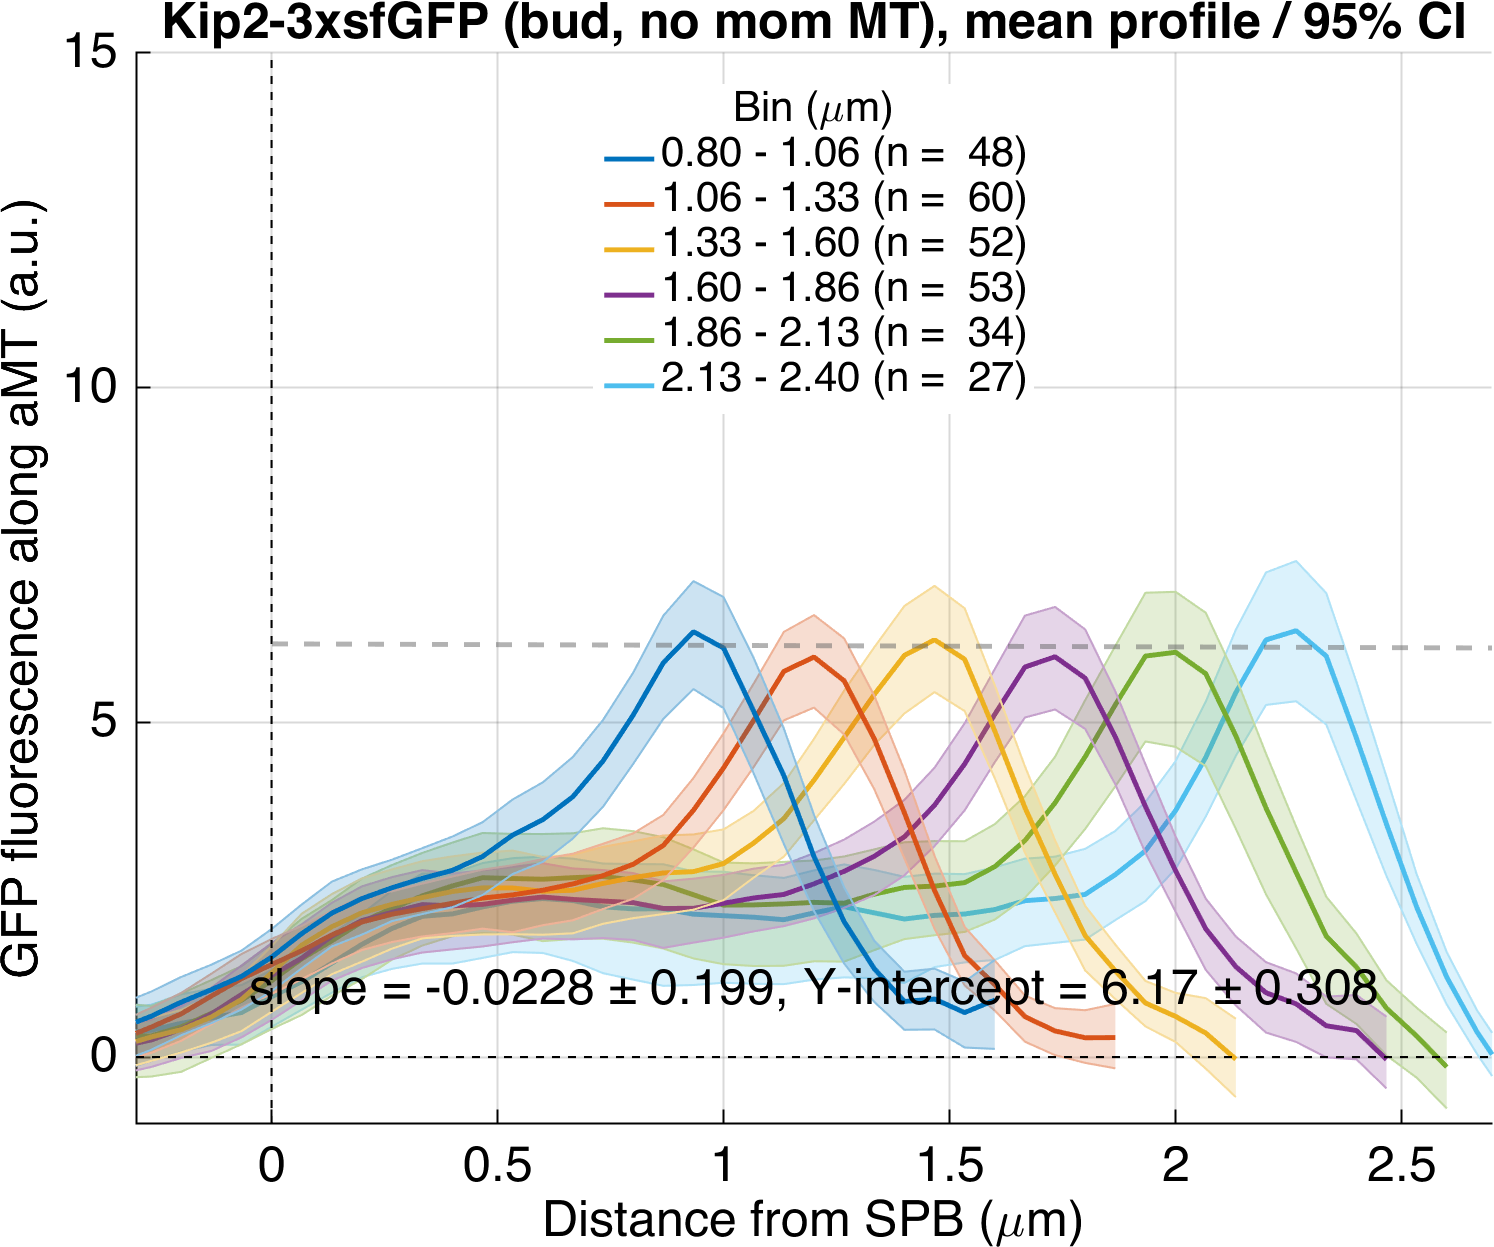 Kip2-3xsfGFP (bud, no mom MT), mean profile / 95% CI
GFP fluorescence along aMT (a.u.)
15
10
5
0
Bin (μm)
0.80 - 1.06 (n = 48)
1.06 - 1.33 (n = 60)
1.33 - 1.60 (n = 52)
1.60 - 1.86 (n = 53)
1.86 - 2.13 (n = 34)
2.13 - 2.40 (n = 27)
slope = -0.0228 ± 0.199, Y-intercept = 6.17 ± 0.308
0 0.5 1 1.5 2 2.5
Distance from SPB (μm)